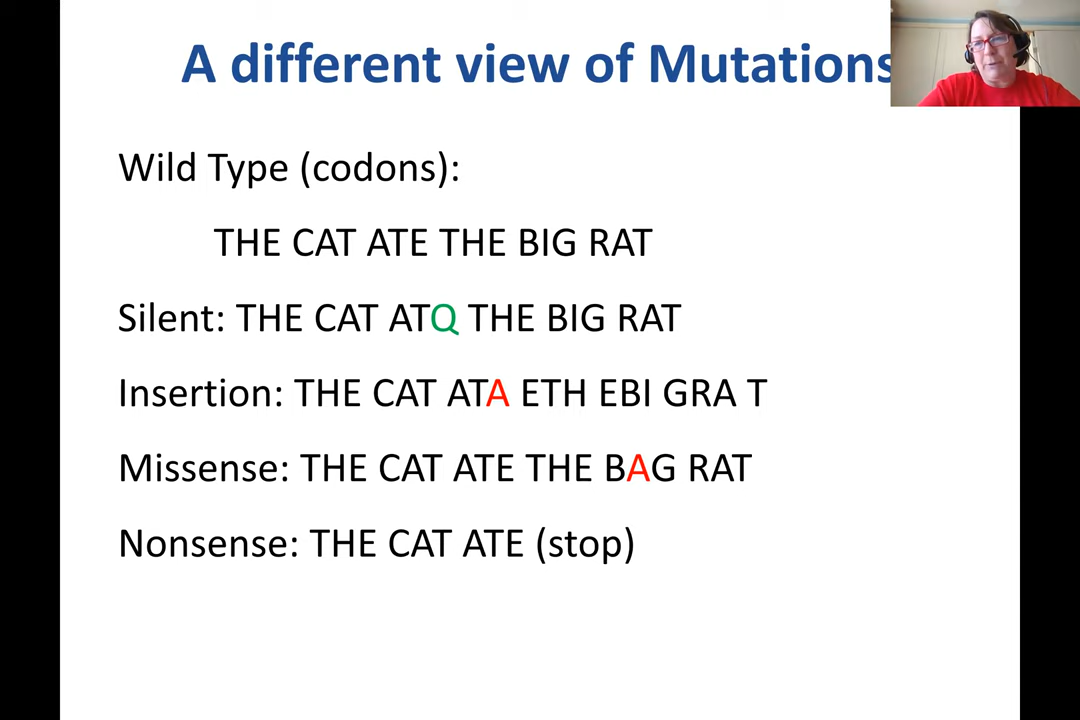 A different view of Mutations
Wild Type (codons):
THE CAT ATE THE BIG RAT
Silent: THE CAT ATQ THE BIG RAT
Insertion: THE CAT ATA ETH EBI GRA T
Missense: THE CAT ATE THE BAG RAT
Nonsense: THE CAT ATE (stop)